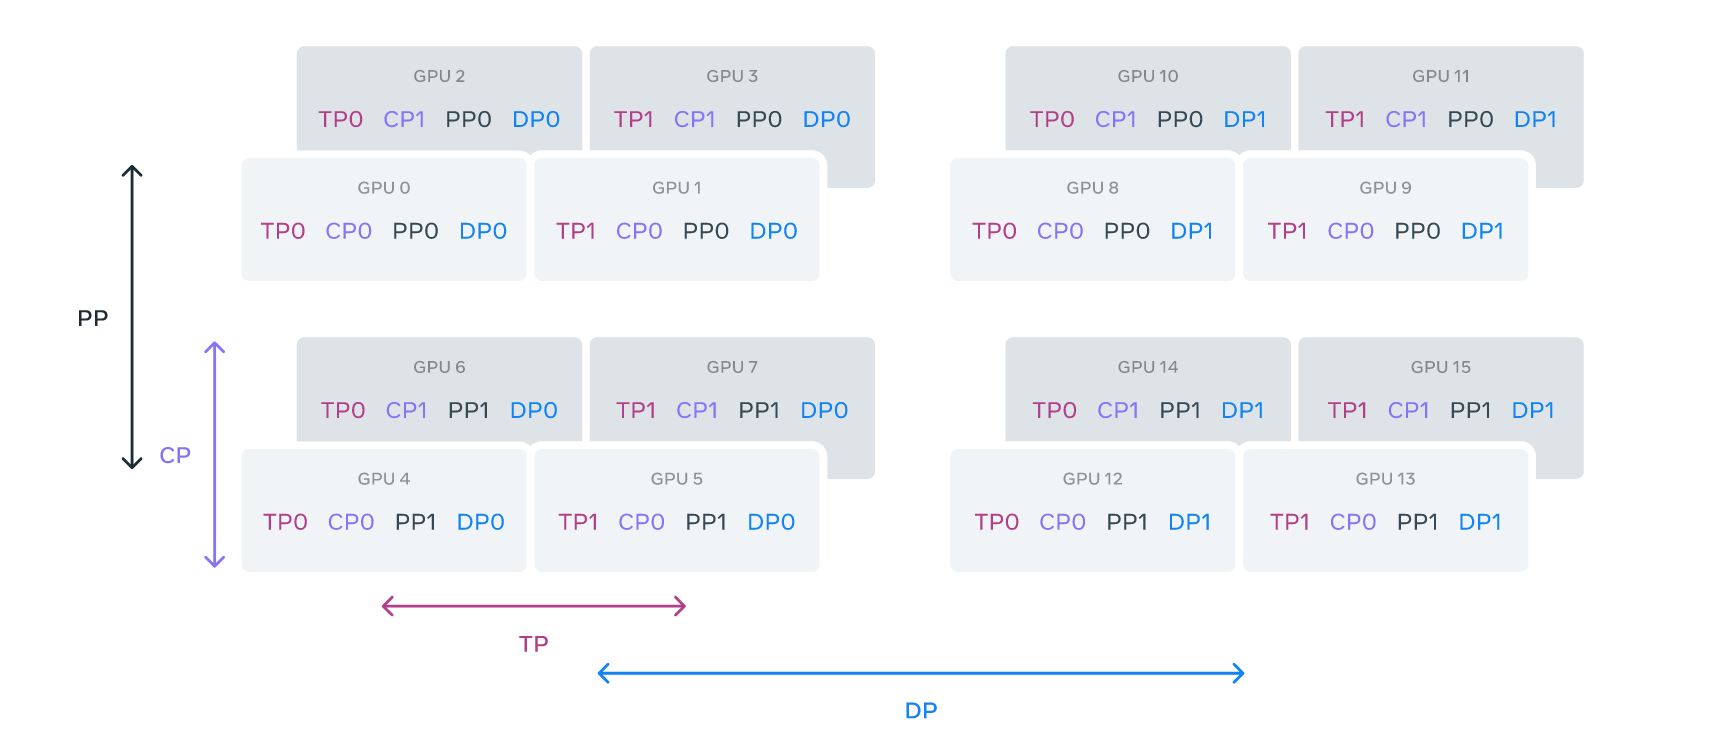 GPU 2 GPU 3 GPU 10 GPU 11
TP0 CP1 PP0 DP0 TP1 CP1 PP0 DP0 TP0 CP1 PP0 DP1 TP1 CP1 PP0 DP1
GPU 0 GPU 1 GPU 8 GPU 9
TP0 CP0 PP0 DP0 TP1 CP0 PP0 DP0 TP0 CP0 PP0 DP1 TP1 CP0 PP0 DP1
PP
GPU 6 GPU 7 GPU 14 GPU 15
TP0 CP1 PP1 DP0 TP1 CP1 PP1 DP0 TP0 CP1 PP1 DP1 TP1 CP1 PP1 DP1
CP
GPU 4 GPU 5 GPU 12 GPU 13
TP0 CP0 PP1 DP0 TP1 CP0 PP1 DP0 TP0 CP0 PP1 DP1 TP1 CP0 PP1 DP1
TP
DP